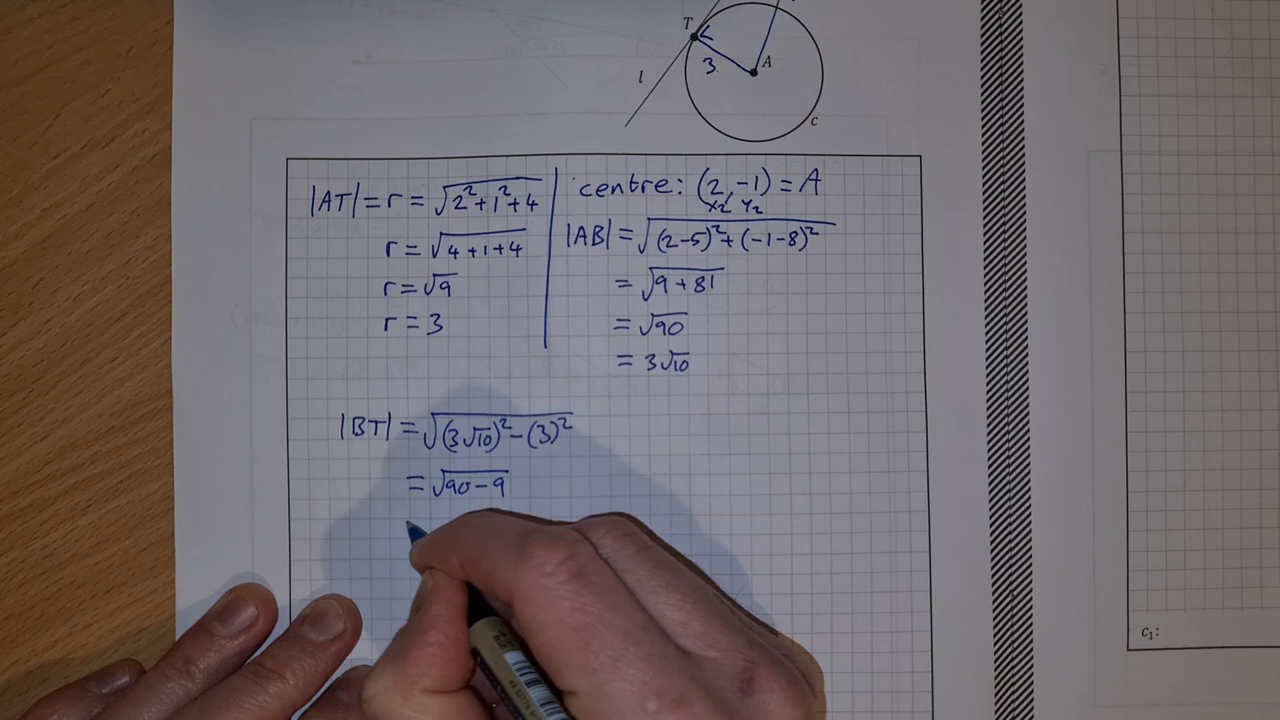 T
3
A
l
c
|AT| = r = √(2²+1²+4)
r = √(4+1+4)
r = √9
r = 3
centre: (2, -1) = A
x₂ y₂
|AB| = √((2-5)²+(-1-8)²)
= √(9+81)
= √90
= 3√10
|BT| = √((3√10)²-(3)²)
= √(90-9)
c₁: